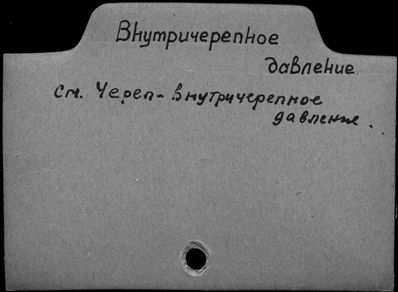 Внутричерепное
давление
см. Череп - внутричерепное
давление.